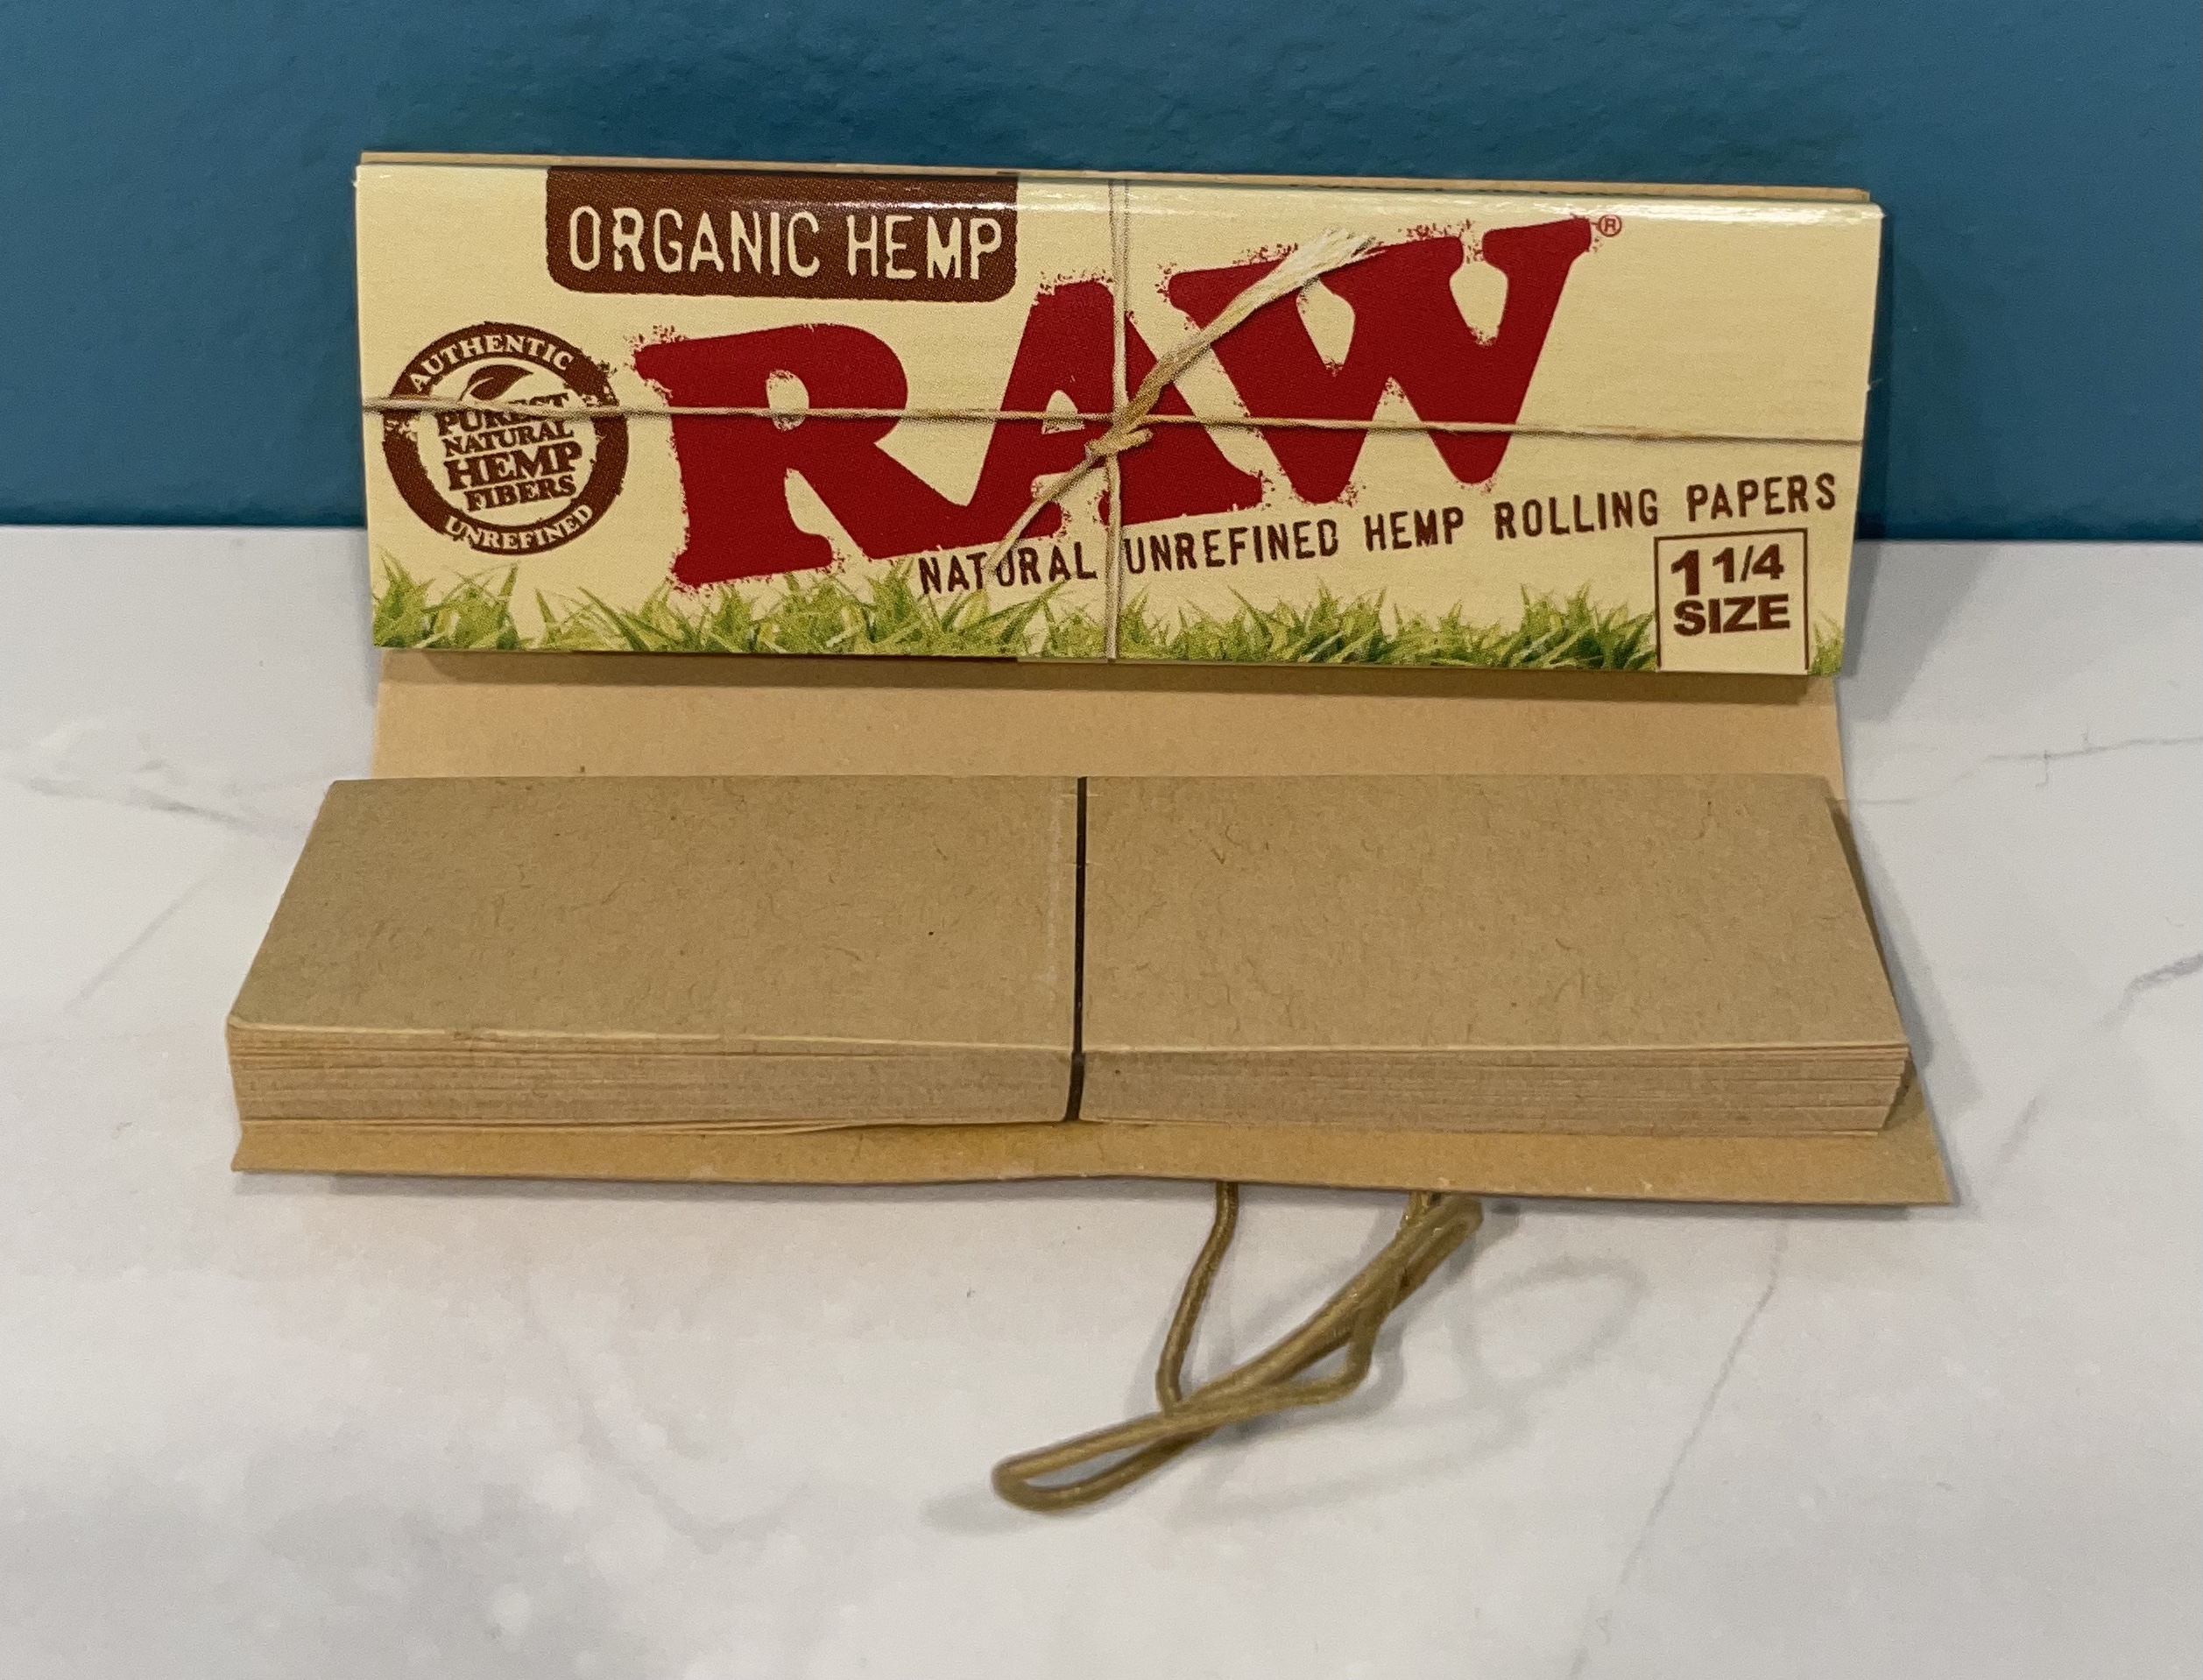 ORGANIC HEMP
RAW®
AUTHENTIC
PUREST
NATURAL
HEMP
FIBERS
UNREFINED
NATURAL UNREFINED HEMP ROLLING PAPERS
1 1/4
SIZE